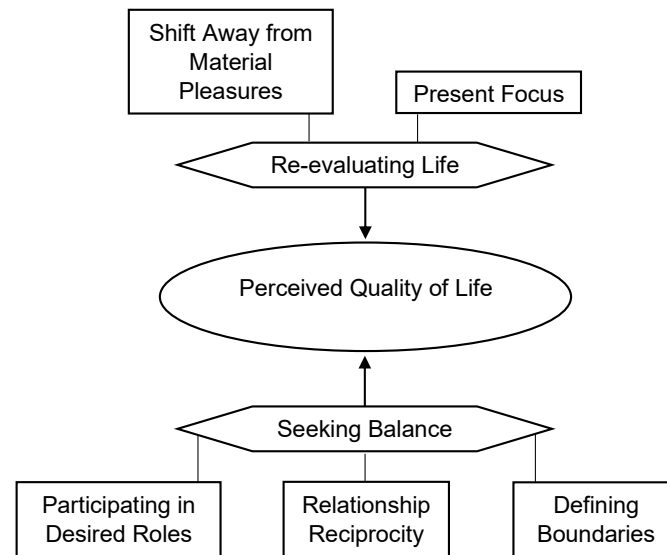 Shift Away from
Material
Pleasures
Present Focus
Re-evaluating Life
Perceived Quality of Life
Seeking Balance
Participating in
Desired Roles
Relationship
Reciprocity
Defining
Boundaries